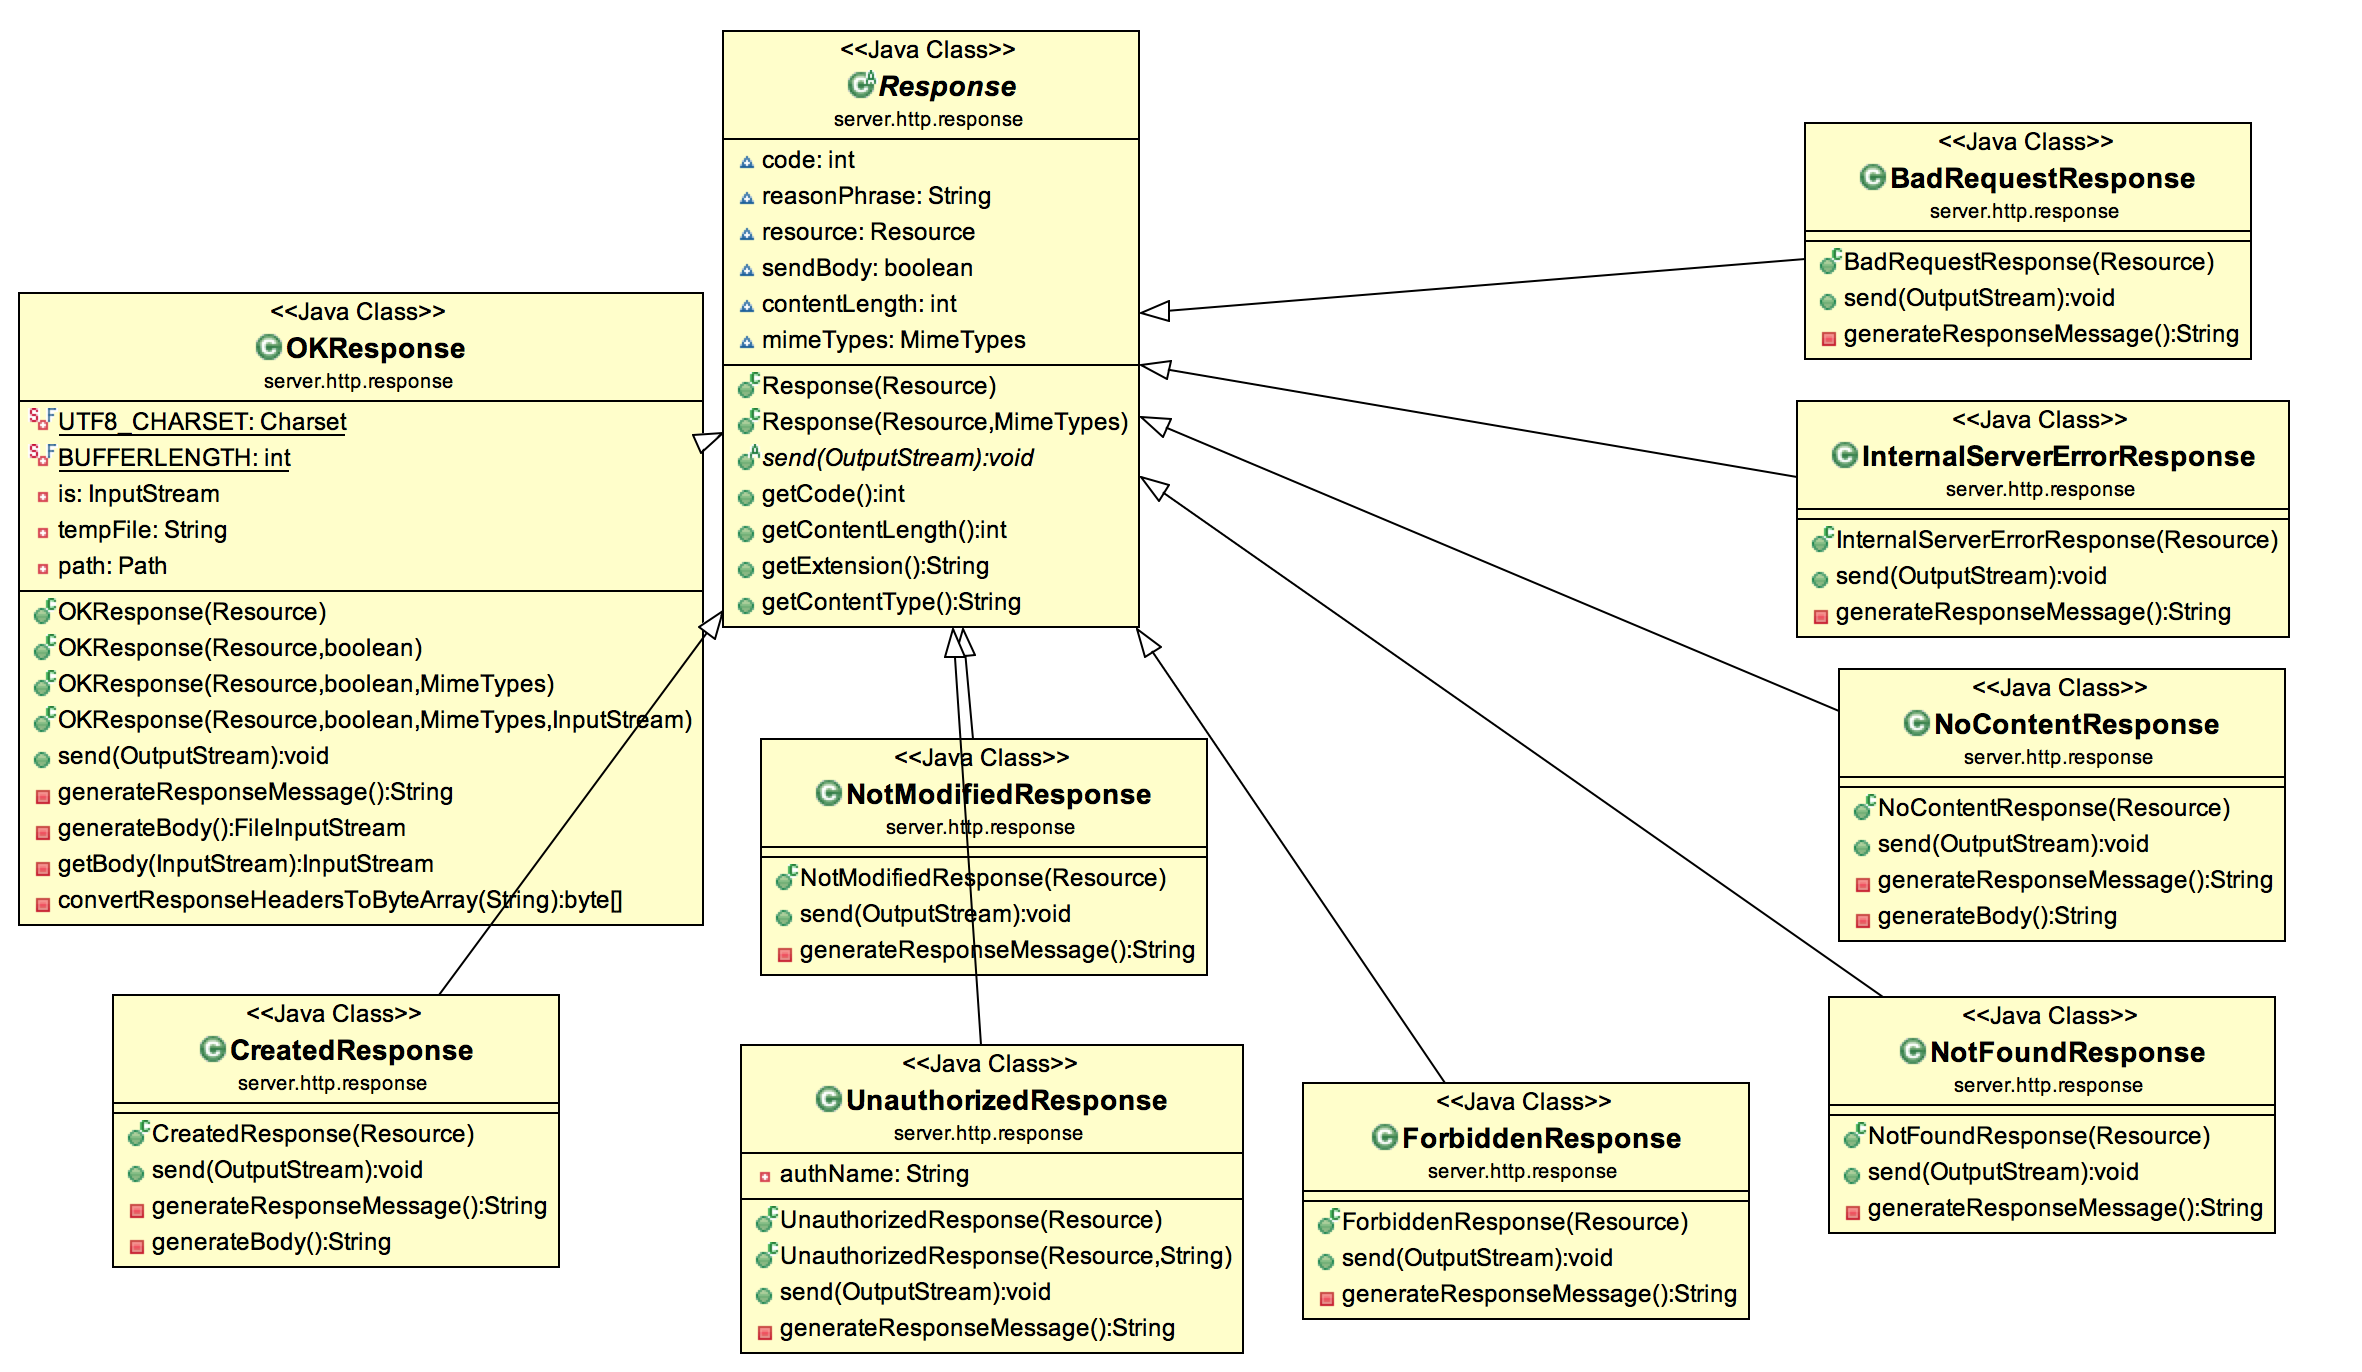 <<Java Class>>
Response
server.http.response
code: int
reasonPhrase: String
resource: Resource
sendBody: boolean
contentLength: int
mimeTypes: MimeTypes
Response(Resource)
Response(Resource,MimeTypes)
send(OutputStream):void
getCode():int
getContentLength():int
getExtension():String
getContentType():String
<<Java Class>>
BadRequestResponse
server.http.response
BadRequestResponse(Resource)
send(OutputStream):void
generateResponseMessage():String
<<Java Class>>
OKResponse
server.http.response
UTF8_CHARSET: Charset
BUFFERLENGTH: int
is: InputStream
tempFile: String
path: Path
OKResponse(Resource)
OKResponse(Resource,boolean)
OKResponse(Resource,boolean,MimeTypes)
OKResponse(Resource,boolean,MimeTypes,InputStream)
send(OutputStream):void
generateResponseMessage():String
generateBody():FileInputStream
getBody(InputStream):InputStream
convertResponseHeadersToByteArray(String):byte[]
<<Java Class>>
InternalServerErrorResponse
server.http.response
InternalServerErrorResponse(Resource)
send(OutputStream):void
generateResponseMessage():String
<<Java Class>>
NoContentResponse
server.http.response
NoContentResponse(Resource)
send(OutputStream):void
generateResponseMessage():String
generateBody():String
<<Java Class>>
NotModifiedResponse
server.http.response
NotModifiedResponse(Resource)
send(OutputStream):void
generateResponseMessage():String
<<Java Class>>
CreatedResponse
server.http.response
CreatedResponse(Resource)
send(OutputStream):void
generateResponseMessage():String
generateBody():String
<<Java Class>>
UnauthorizedResponse
server.http.response
authName: String
UnauthorizedResponse(Resource)
UnauthorizedResponse(Resource,String)
send(OutputStream):void
generateResponseMessage():String
<<Java Class>>
ForbiddenResponse
server.http.response
ForbiddenResponse(Resource)
send(OutputStream):void
generateResponseMessage():String
<<Java Class>>
NotFoundResponse
server.http.response
NotFoundResponse(Resource)
send(OutputStream):void
generateResponseMessage():String